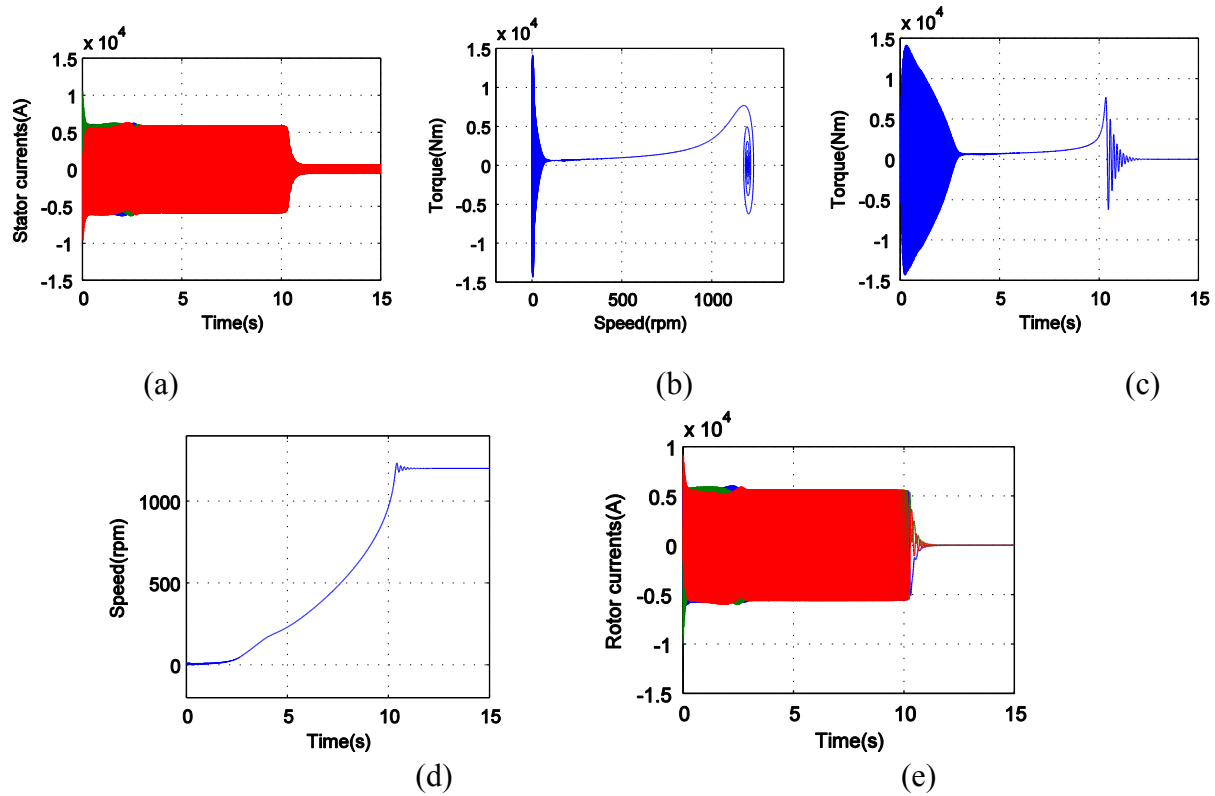 x 10^4
1.5
1
0.5
0
-0.5
-1
-1.5
Stator currents(A)
0 5 10 15
Time(s)
(a)
x 10^4
1.5
1
0.5
0
-0.5
-1
-1.5
Torque(Nm)
0 500 1000
Speed(rpm)
(b)
x 10^4
1.5
1
0.5
0
-0.5
-1
-1.5
Torque(Nm)
0 5 10 15
Time(s)
(c)
1000
500
0
Speed(rpm)
0 5 10 15
Time(s)
(d)
x 10^4
1
0.5
0
-0.5
-1
-1.5
Rotor currents(A)
0 5 10 15
Time(s)
(e)